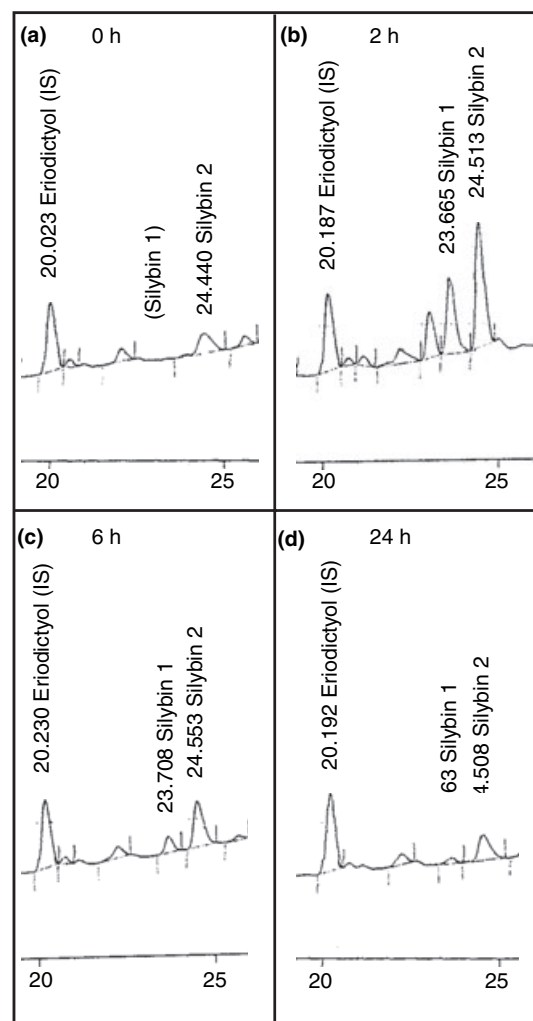 (a) 0 h
20.023 Eriodictyol (IS)
(Silybin 1)
24.440 Silybin 2
20 25
(b) 2 h
20.187 Eriodictyol (IS)
23.665 Silybin 1
24.513 Silybin 2
20 25
(c) 6 h
20.230 Eriodictyol (IS)
23.708 Silybin 1
24.553 Silybin 2
20 25
(d) 24 h
20.192 Eriodictyol (IS)
63 Silybin 1
4.508 Silybin 2
20 25